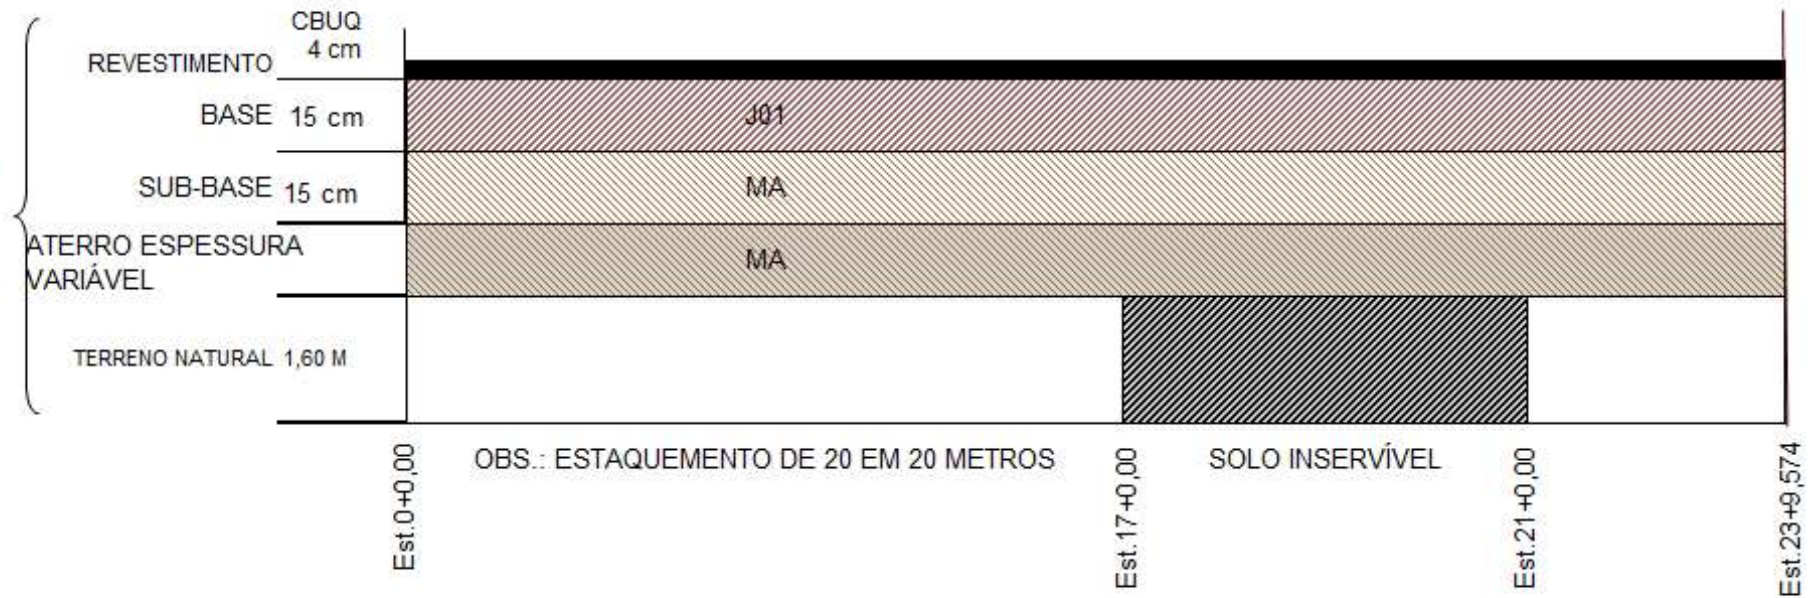 CBUQ
4 cm
REVESTIMENTO
BASE 15 cm
J01
SUB-BASE 15 cm
MA
ATERRO ESPESSURA
VARIÁVEL
MA
TERRENO NATURAL 1,60 M
OBS.: ESTAQUEMENTO DE 20 EM 20 METROS
SOLO INSERVÍVEL
Est.0+0,00
Est.17+0,00
Est.21+0,00
Est.23+9,574